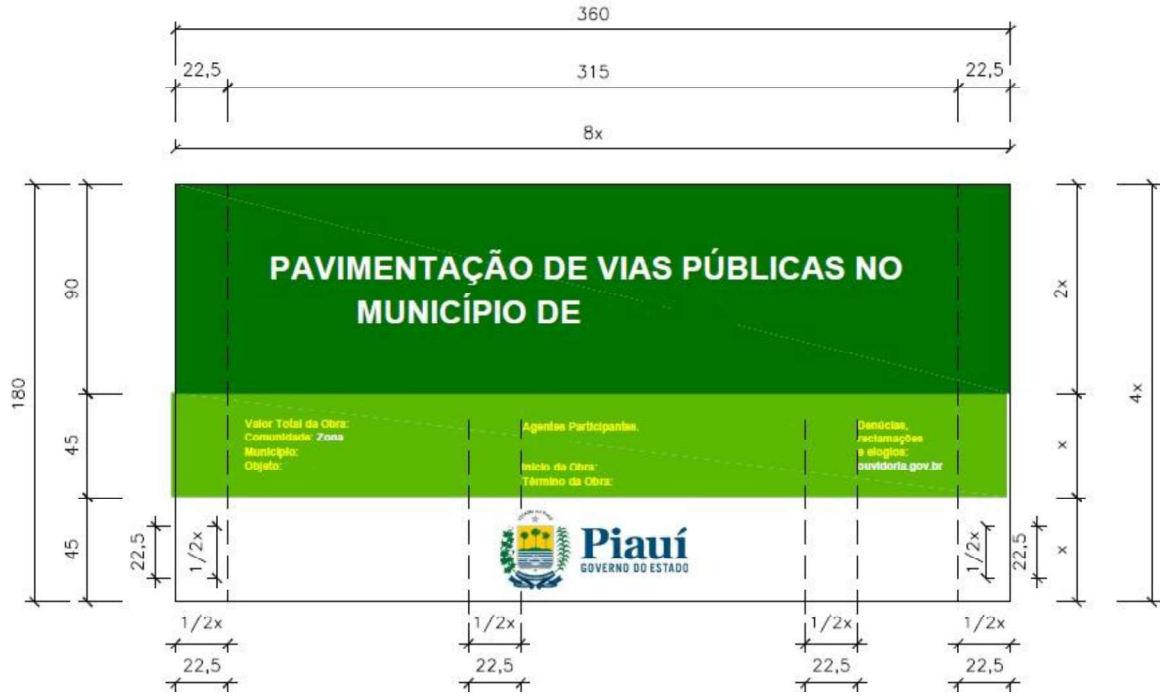 360
22,5 315 22,5
8x
PAVIMENTAÇÃO DE VIAS PÚBLICAS NO
MUNICÍPIO DE
180
90
45
45
2x
x
x
4x
Valor Total da Obra:
Comunidade: Zona
Município:
Objeto:
Agentes Participantes.
Início da Obra:
Término da Obra:
Denúcias,
reclamações
e elogios:
ouvidoria.gov.br
22,5 1/2x
Piauí
GOVERNO DO ESTADO
1/2x 22,5
1/2x 1/2x 1/2x 1/2x
22,5 22,5 22,5 22,5